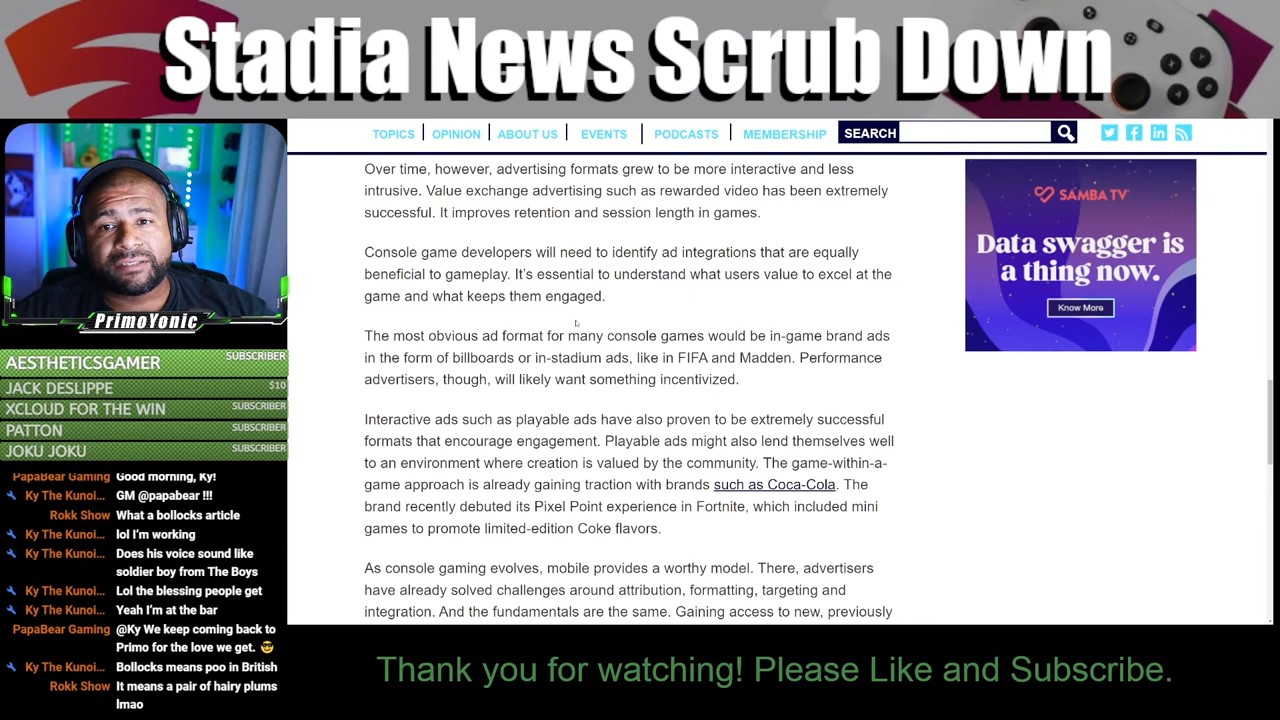 Stadia News Scrub Down
TOPICS
OPINION
ABOUT US
EVENTS
PODCASTS
MEMBERSHIP
SEARCH
Over time, however, advertising formats grew to be more interactive and less
intrusive. Value exchange advertising such as rewarded video has been extremely
successful. It improves retention and session length in games.
Console game developers will need to identify ad integrations that are equally
beneficial to gameplay. It's essential to understand what users value to excel at the
game and what keeps them engaged.
The most obvious ad format for many console games would be in-game brand ads
in the form of billboards or in-stadium ads, like in FIFA and Madden. Performance
advertisers, though, will likely want something incentivized.
Interactive ads such as playable ads have also proven to be extremely successful
formats that encourage engagement. Playable ads might also lend themselves well
to an environment where creation is valued by the community. The game-within-a-
game approach is already gaining traction with brands such as Coca-Cola. The
brand recently debuted its Pixel Point experience in Fortnite, which included mini
games to promote limited-edition Coke flavors.
As console gaming evolves, mobile provides a worthy model. There, advertisers
have already solved challenges around attribution, formatting, targeting and
integration. And the fundamentals are the same. Gaining access to new, previously
SAMBA TV
Data swagger is
a thing now.
Know More
PrimoYonic
AESTHETICSGAMER SUBSCRIBER
JACK DESLIPPE $10
XCLOUD FOR THE WIN SUBSCRIBER
PATTON SUBSCRIBER
JOKU JOKU SUBSCRIBER
PapaBear Gaming Good morning, Ky!
Ky The Kunoi... GM @papabear !!!
Rokk Show What a bollocks article
Ky The Kunoi... lol I'm working
Ky The Kunoi... Does his voice sound like
soldier boy from The Boys
Ky The Kunoi... Lol the blessing people get
Ky The Kunoi... Yeah I'm at the bar
PapaBear Gaming @Ky We keep coming back to
Primo for the love we get. 😎
Ky The Kunoi... Bollocks means poo in British
Rokk Show It means a pair of hairy plums
lmao
Thank you for watching! Please Like and Subscribe.